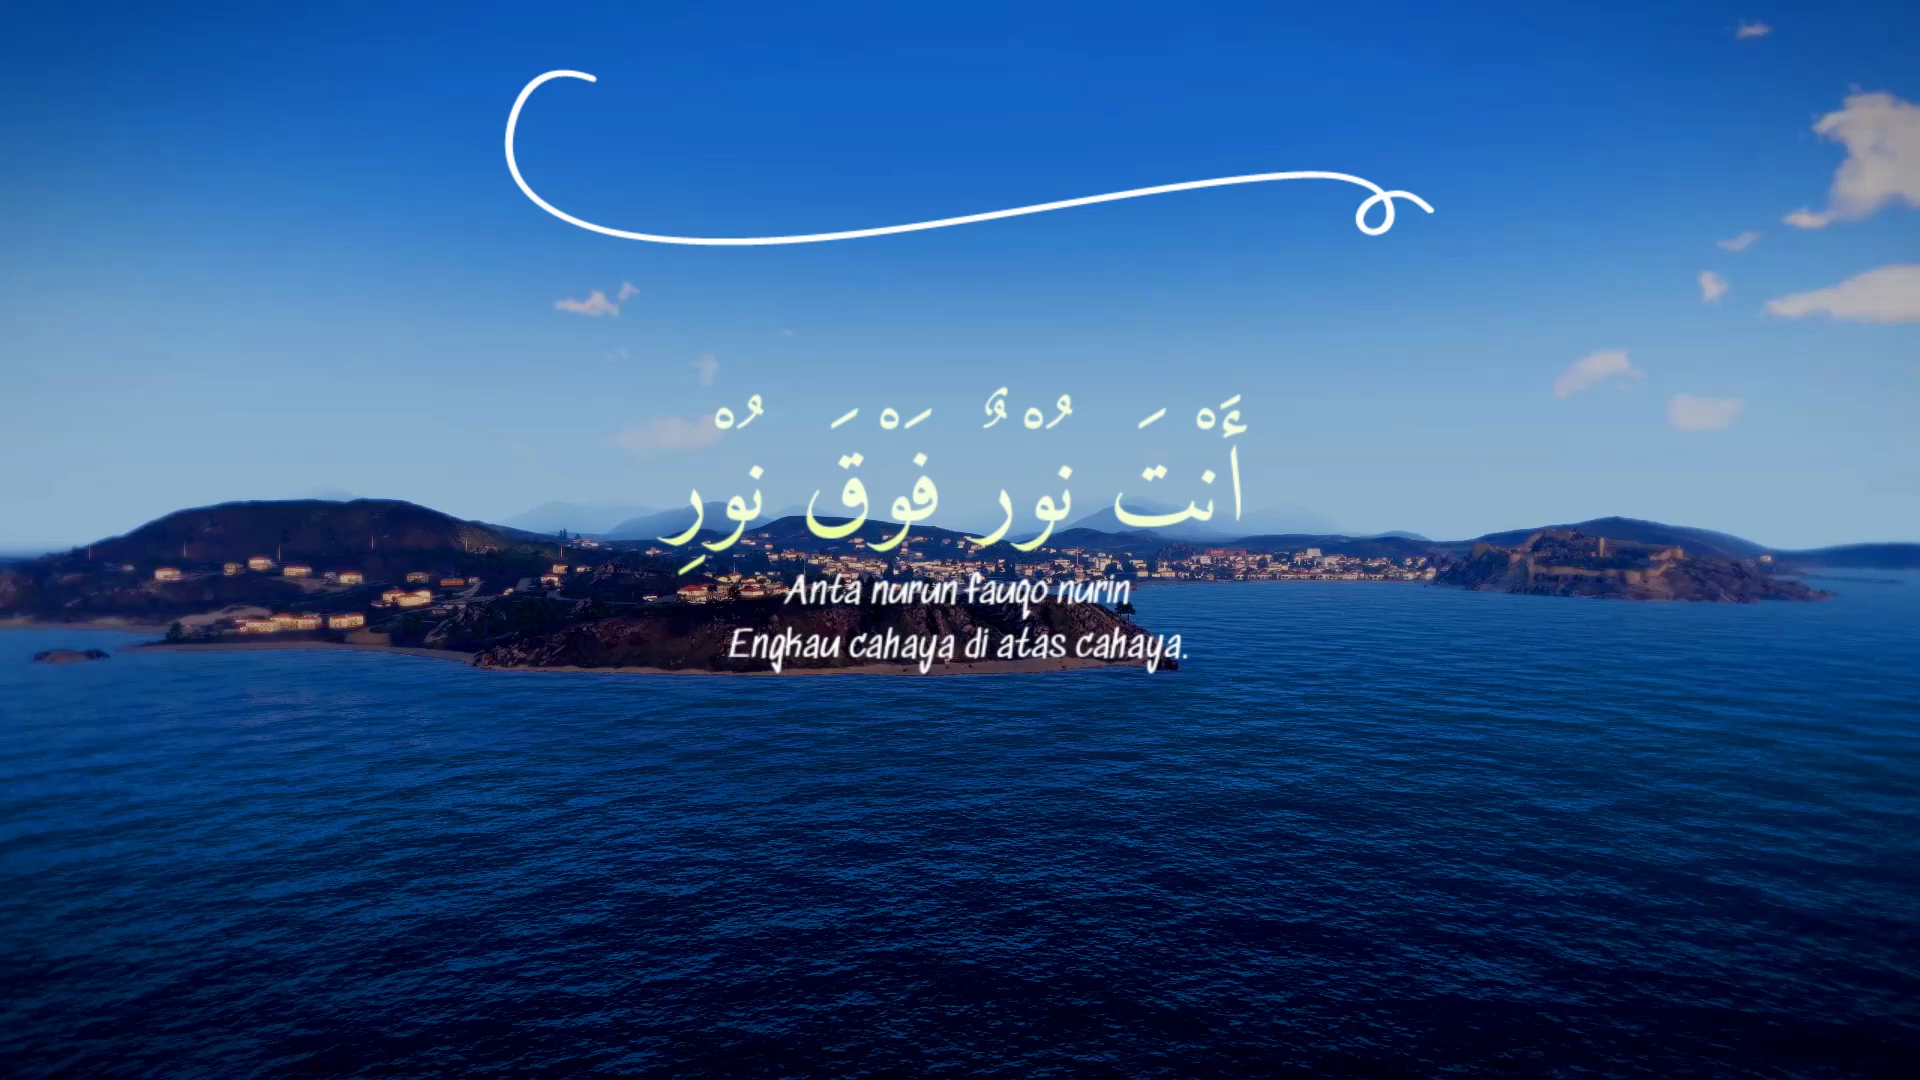 أَنْتَ نُوْرٌ فَوْقَ نُوْرِ
Anta nurun fauqo nurin
Engkau cahaya di atas cahaya.